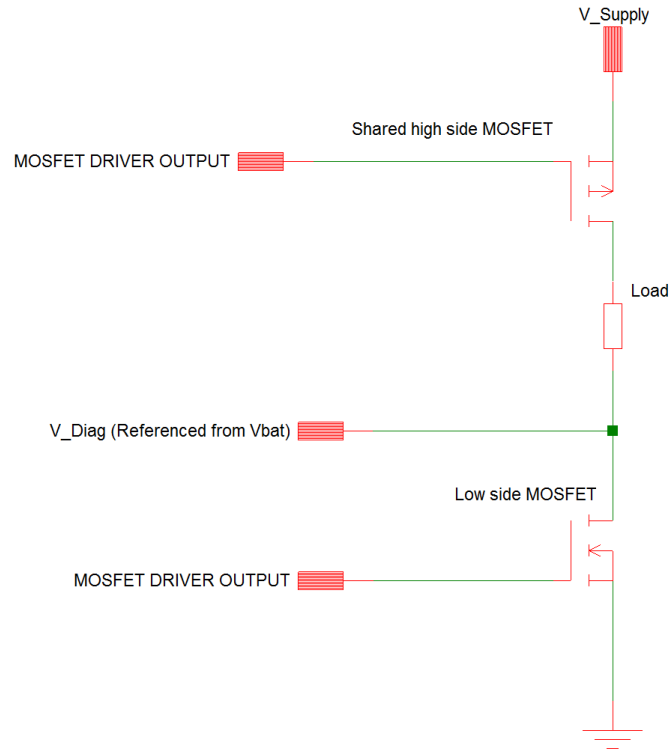 V_Supply
Shared high side MOSFET
MOSFET DRIVER OUTPUT
Load
V_Diag (Referenced from Vbat)
Low side MOSFET
MOSFET DRIVER OUTPUT